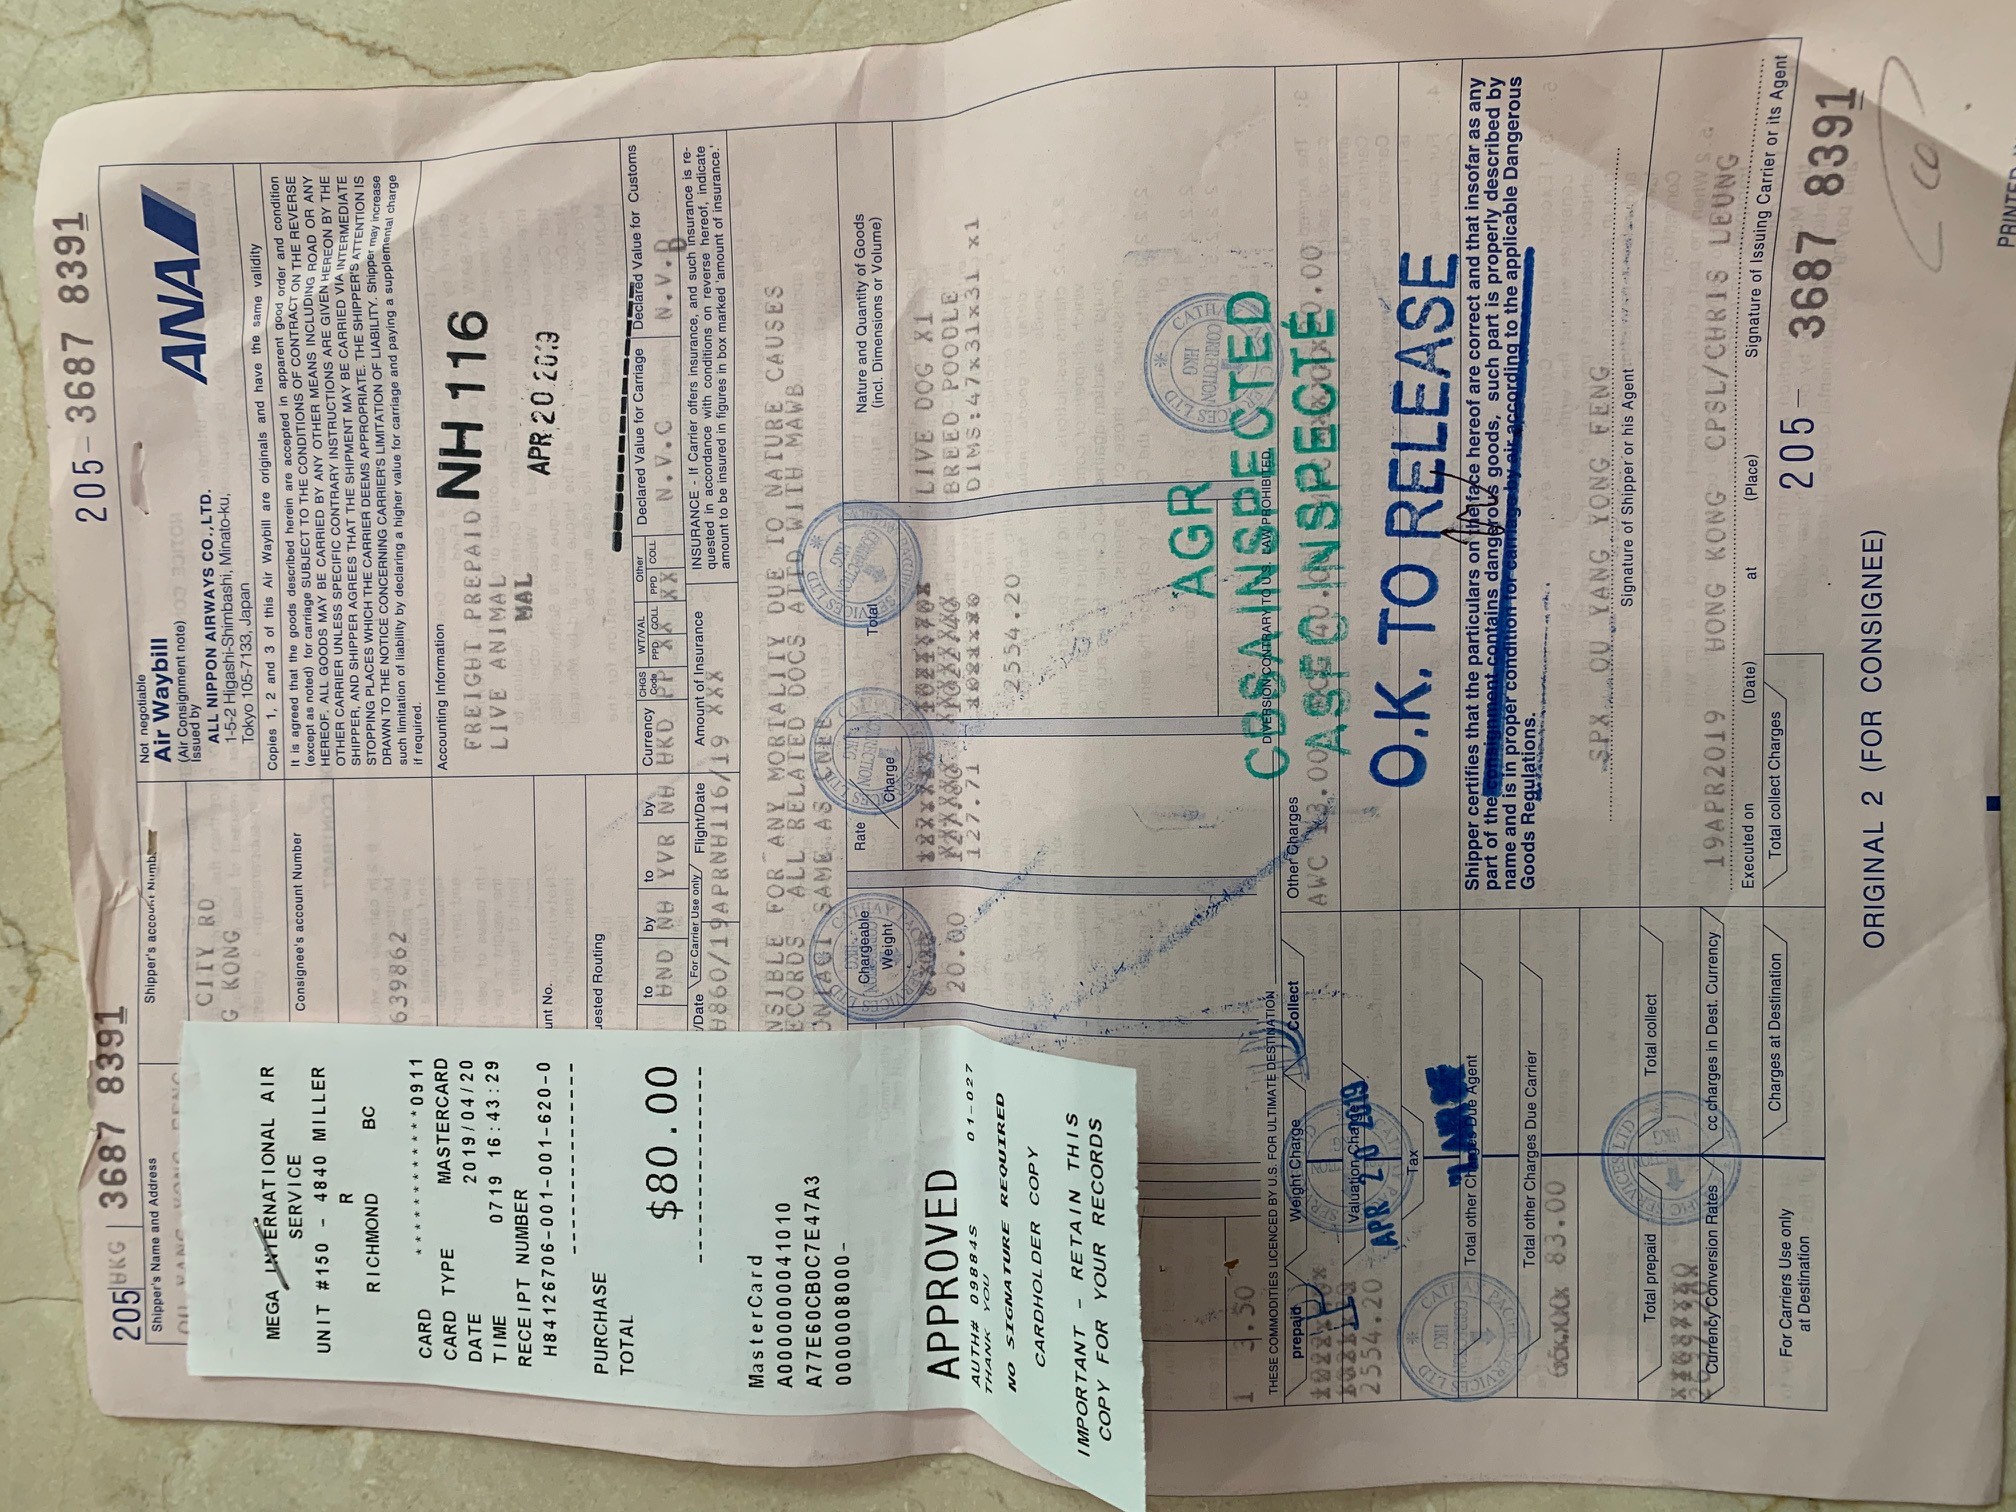 205 HKG 3687 8391
205- 3687 8391
Shipper's Name and Address
Shipper's account Numb
OU YANG YONG FENG
CITY RD
G KONG
Not negotiable
Air Waybill
(Air Consignment note)
Issued by
ALL NIPPON AIRWAYS CO.,LTD.
1-5-2 Higashi-Shimbashi, Minato-ku,
Tokyo 105-7133, Japan
ANA
Copies 1, 2 and 3 of this Air Waybill are originals and have the same validity
Consignee's account Number
639862
It is agreed that the goods described herein are accepted in apparent good order and condition
(except as noted) for carriage SUBJECT TO THE CONDITIONS OF CONTRACT ON THE REVERSE
HEREOF. ALL GOODS MAY BE CARRIED BY ANY OTHER MEANS INCLUDING ROAD OR ANY
OTHER CARRIER UNLESS SPECIFIC CONTRARY INSTRUCTIONS ARE GIVEN HEREON BY THE
SHIPPER, AND SHIPPER AGREES THAT THE SHIPMENT MAY BE CARRIED VIA INTERMEDIATE
STOPPING PLACES WHICH THE CARRIER DEEMS APPROPRIATE. THE SHIPPER'S ATTENTION IS
DRAWN TO THE NOTICE CONCERNING CARRIER'S LIMITATION OF LIABILITY. Shipper may increase
such limitation of liability by declaring a higher value for carriage and paying a supplemental charge
if required.
MEGA INTERNATIONAL AIR
SERVICE
UNIT #150 - 4840 MILLER
R
RICHMOND BC
CARD ************0911
CARD TYPE MASTERCARD
DATE 2019/04/20
TIME 0719 16:43:29
RECEIPT NUMBER
H84126706-001-001-620-0
PURCHASE
TOTAL
$80.00
MasterCard
A0000000041010
A77E60CB0C7E47A3
0000008000-
APPROVED
AUTH# 09884S 01-027
THANK YOU
NO SIGNATURE REQUIRED
CARDHOLDER COPY
IMPORTANT - RETAIN THIS
COPY FOR YOUR RECORDS
Accounting Information
FREIGHT PREPAID
LIVE ANIMAL
MAL
NH 116
APR 20 2019
unt No.
uested Routing
to by to by Currency CHGS Code WT/VAL PPD COLL Other PPD COLL Declared Value for Carriage Declared Value for Customs
HND NH YVR NH HKD PP XX XX N.V.C N.V.D
/Date For Carrier Use only Flight/Date Amount of Insurance
H860/19APRNH116/19 XXX
INSURANCE - If Carrier offers insurance, and such insurance is re-
quested in accordance with conditions on reverse hereof, indicate
amount to be insured in figures in box marked 'amount of insurance.'
NSIBLE FOR ANY MORTALITY DUE TO NATURE CAUSES
ECORDS ALL RELATED DOCS ATTD WITH MAWB
ONTACT SAME AS CNEE
Chargeable Weight
Rate Charge
Total
Nature and Quantity of Goods
(incl. Dimensions or Volume)
20.00
127.71
2554.20
LIVE DOG X1
BREED POODLE
DIMS:47x31x31 x1
AGR
CBSA INSPECTED
ASFC INSPECTÉ
O.K. TO RELEASE
1 3.50
THESE COMMODITIES LICENCED BY U.S. FOR ULTIMATE DESTINATION
DIVERSION CONTRARY TO U.S. LAW PROHIBITED.
prepaid Weight Charge Collect
Other Charges
2554.20
AWC 13.00
40.0
0.00
Valuation Charge
APR 20 2019
Tax
Total other Charges Due Agent
Total other Charges Due Carrier
83.00
Shipper certifies that the particulars on the face hereof are correct and that insofar as any
part of the consignment contains dangerous goods, such part is properly described by
name and is in proper condition for carriage by air according to the applicable Dangerous
Goods Regulations.
SPX OU YANG YONG FENG
Signature of Shipper or his Agent
Total prepaid Total collect
2637.20
Currency Conversion Rates cc charges in Dest. Currency
19APR2019 HONG KONG CPSL/CHRIS LEUNG
Executed on (Date) at (Place) Signature of Issuing Carrier or its Agent
For Carriers Use only
at Destination
Charges at Destination
Total collect Charges
205- 3687 8391
ORIGINAL 2 (FOR CONSIGNEE)
PRINTED